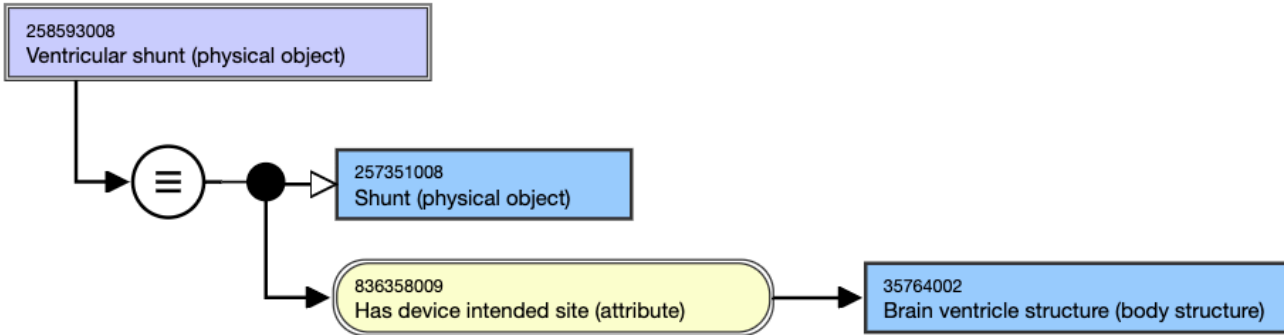 258593008
Ventricular shunt (physical object)
257351008
Shunt (physical object)
836358009
Has device intended site (attribute)
35764002
Brain ventricle structure (body structure)